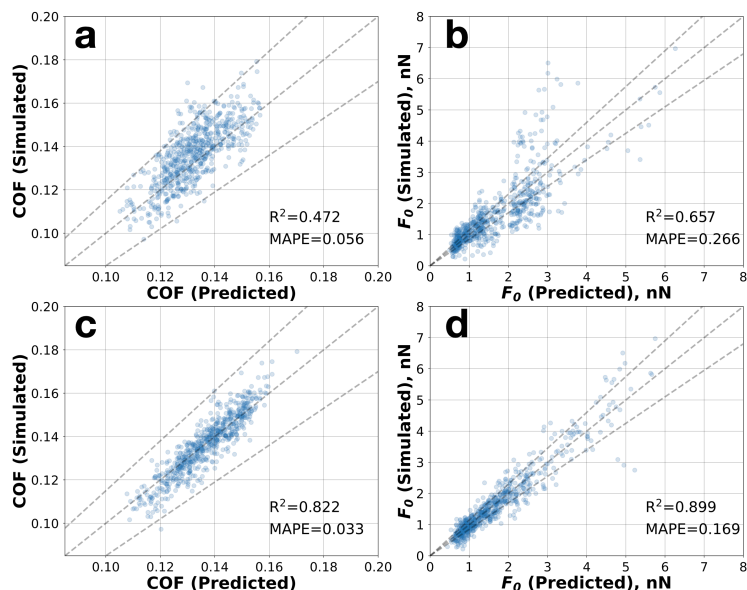 a
0.20
0.18
0.16
0.14
0.12
0.10
COF (Simulated)
R²=0.472
MAPE=0.056
0.10 0.12 0.14 0.16 0.18 0.20
COF (Predicted)
b
8
7
6
5
4
3
2
1
0
F₀ (Simulated), nN
R²=0.657
MAPE=0.266
0 1 2 3 4 5 6 7 8
F₀ (Predicted), nN
c
0.20
0.18
0.16
0.14
0.12
0.10
COF (Simulated)
R²=0.822
MAPE=0.033
0.10 0.12 0.14 0.16 0.18 0.20
COF (Predicted)
d
8
7
6
5
4
3
2
1
0
F₀ (Simulated), nN
R²=0.899
MAPE=0.169
0 1 2 3 4 5 6 7 8
F₀ (Predicted), nN